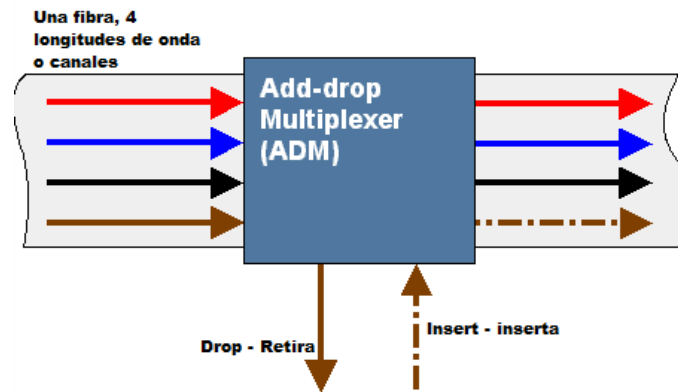 Una fibra, 4
longitudes de onda
o canales
Add-drop
Multiplexer
(ADM)
Drop - Retira
Insert - inserta